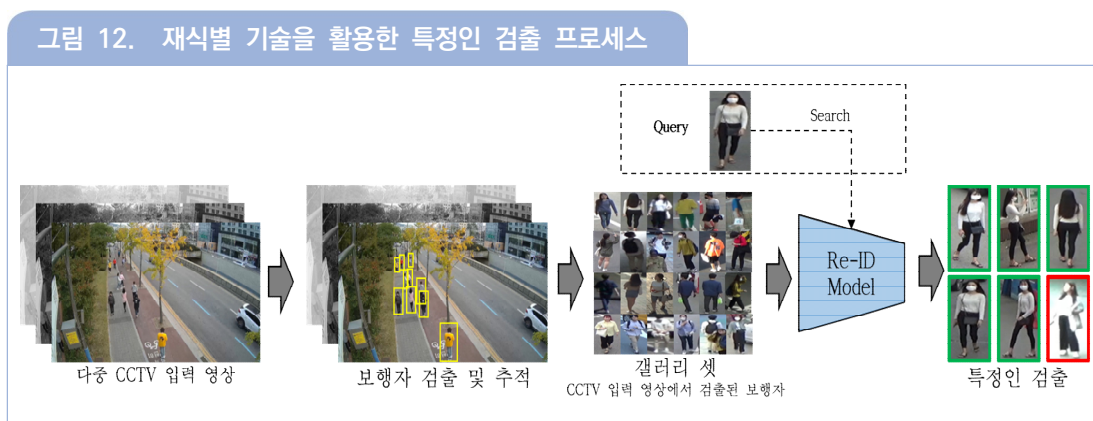 그림 12. 재식별 기술을 활용한 특정인 검출 프로세스
Query
Search
Re-ID
Model
다중 CCTV 입력 영상
보행자 검출 및 추적
갤러리 셋
CCTV 입력 영상에서 검출된 보행자
특정인 검출